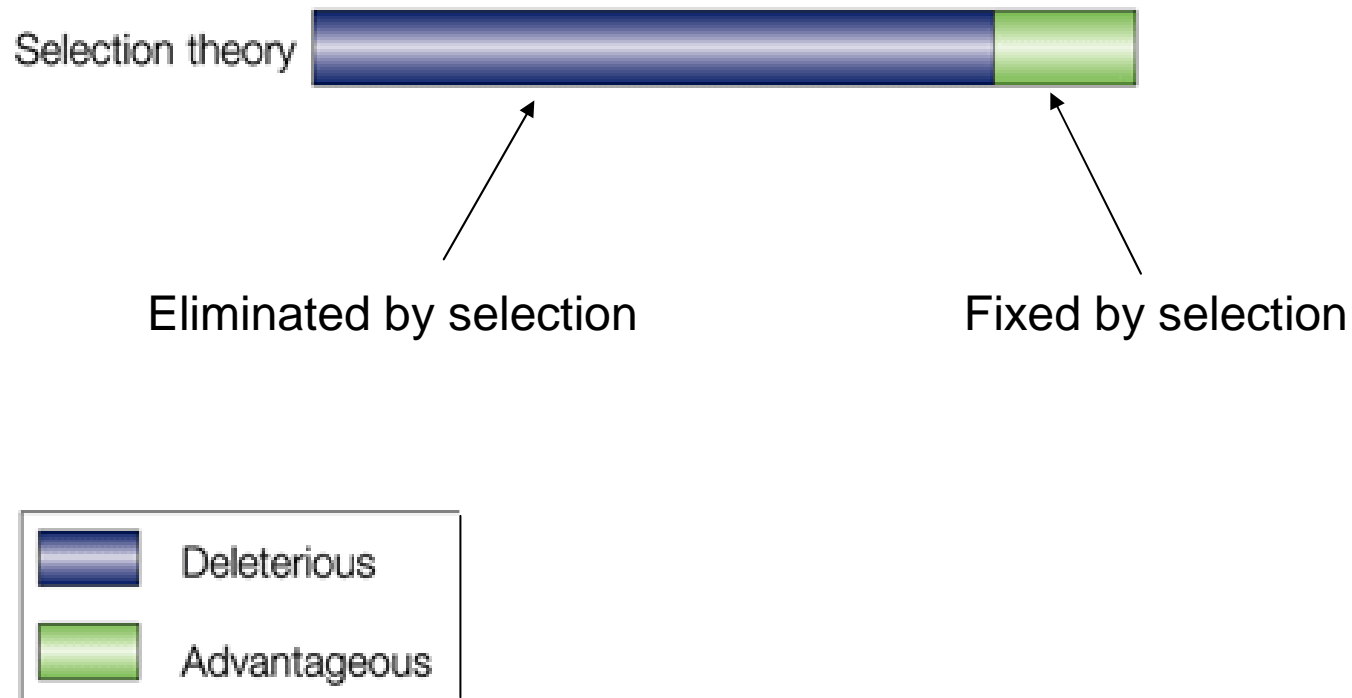 Selection theory
Eliminated by selection
Fixed by selection
Deleterious
Advantageous